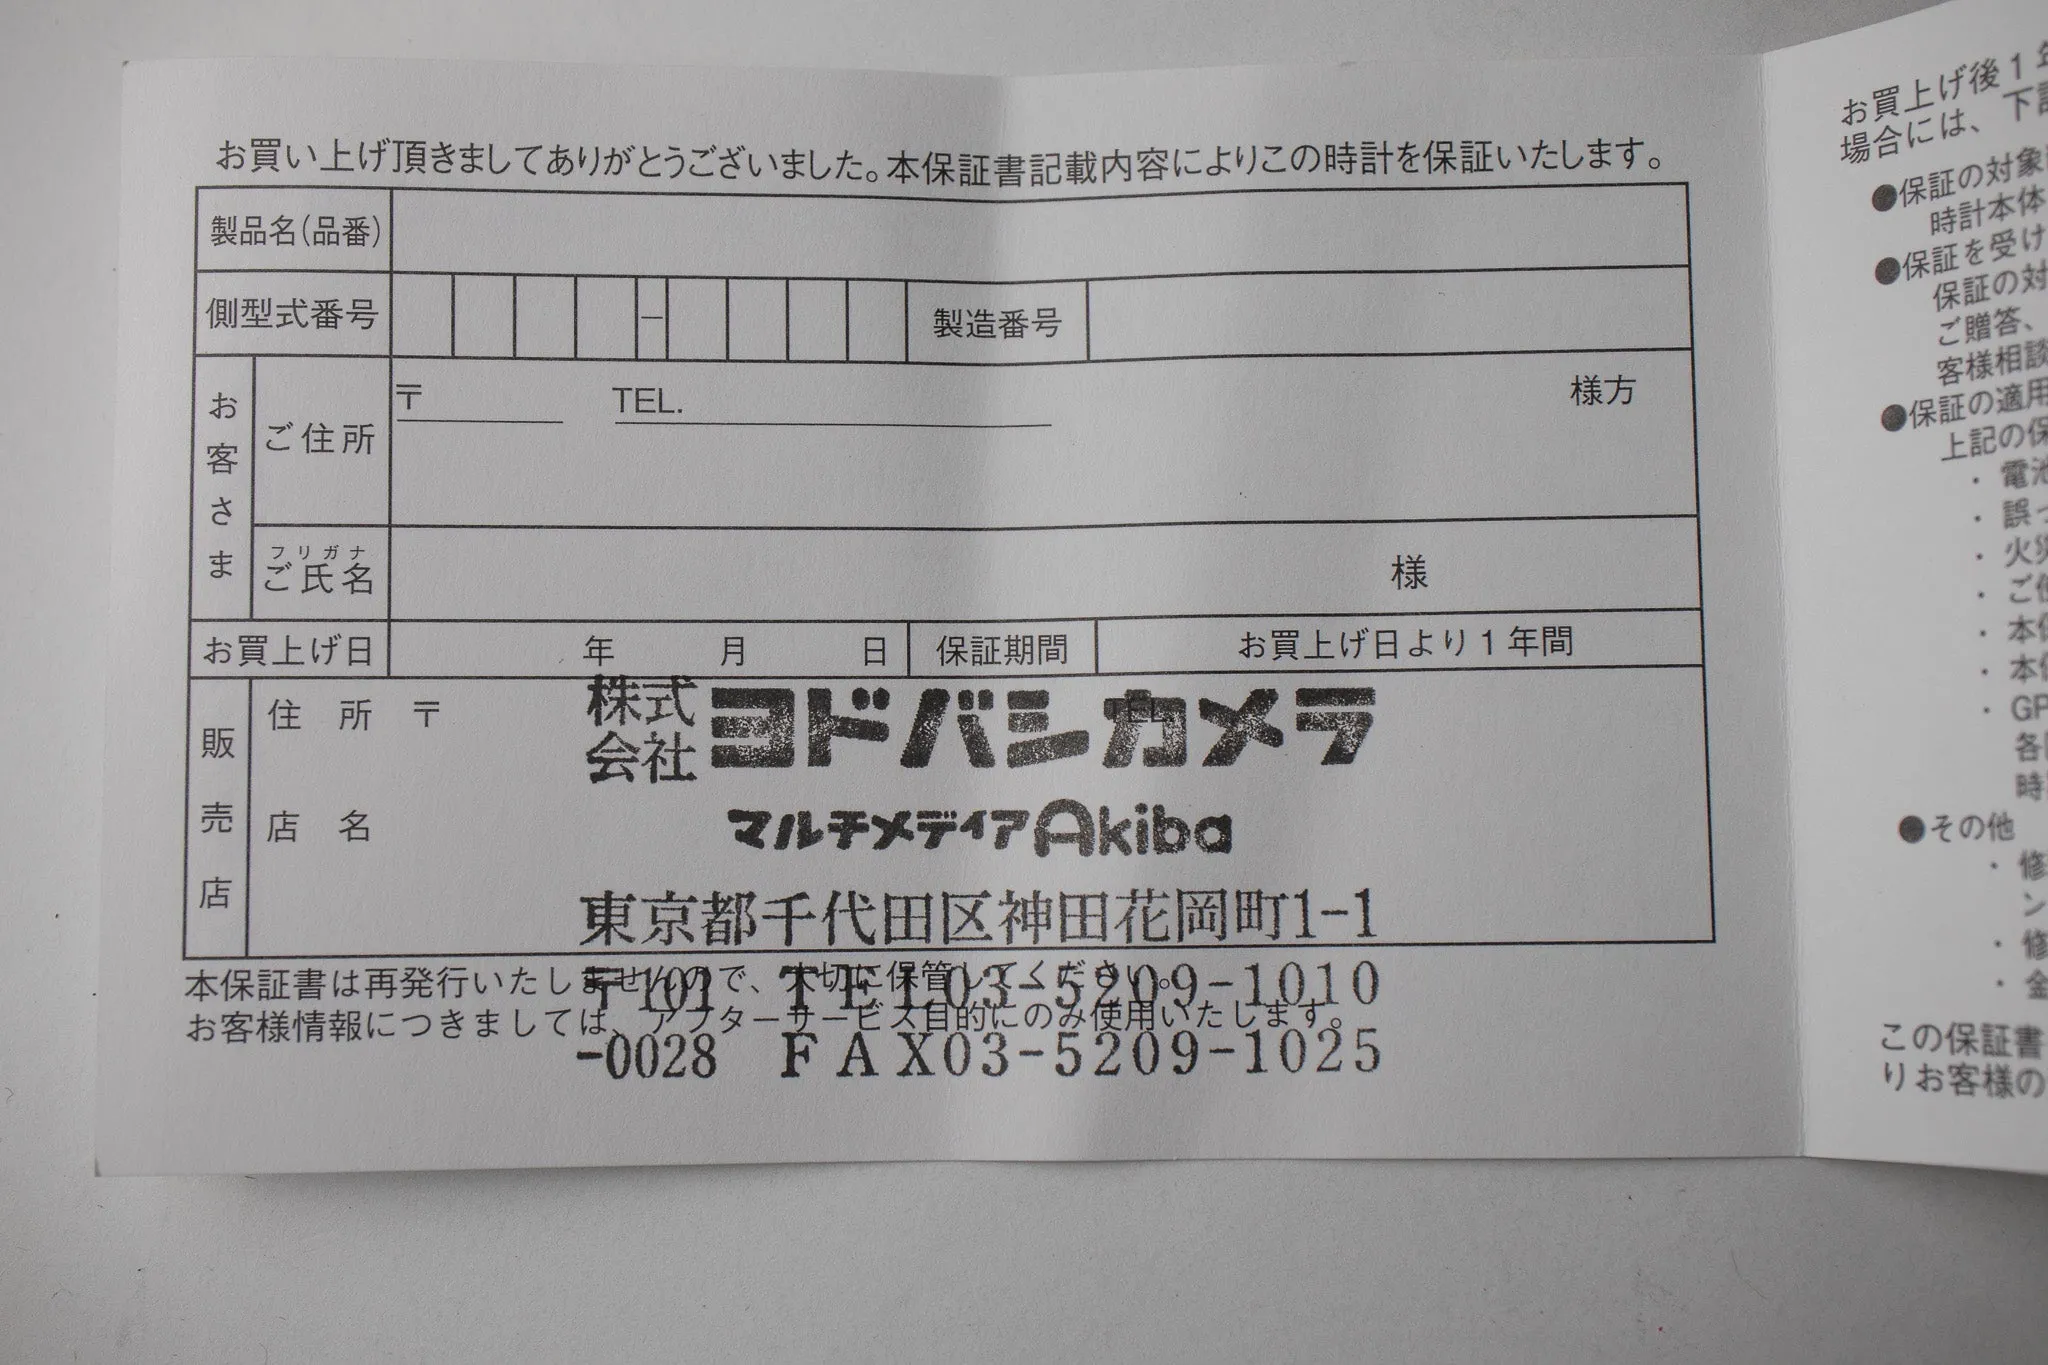 お買い上げ頂きましてありがとうございました。本保証書記載内容によりこの時計を保証いたします。
製品名(品番)
側型式番号 - 製造番号
お客さま
ご住所 〒 TEL. 様方
フリガナ
ご氏名 様
お買上げ日 年 月 日 保証期間 お買上げ日より1年間
販売店
住所 〒 TEL.
店名
株式会社 ヨドバシカメラ
マルチメディアAkiba
東京都千代田区神田花岡町1-1
本保証書は再発行いたしませんので、大切に保管してください。
〒101 TEL03-5209-1010
お客様情報につきましては、アフターサービス目的にのみ使用いたします。
-0028 FAX03-5209-1025
お買上げ後1年
場合には、下記
●保証の対象
時計本体
●保証を受け
保証の対
ご贈答、
客様相談
●保証の適用
上記の保
・電池
・誤っ
・火災
・ご使
・本保
・本保
・GP
各
時
●その他
・修
ン
・修
・金
この保証書
りお客様の